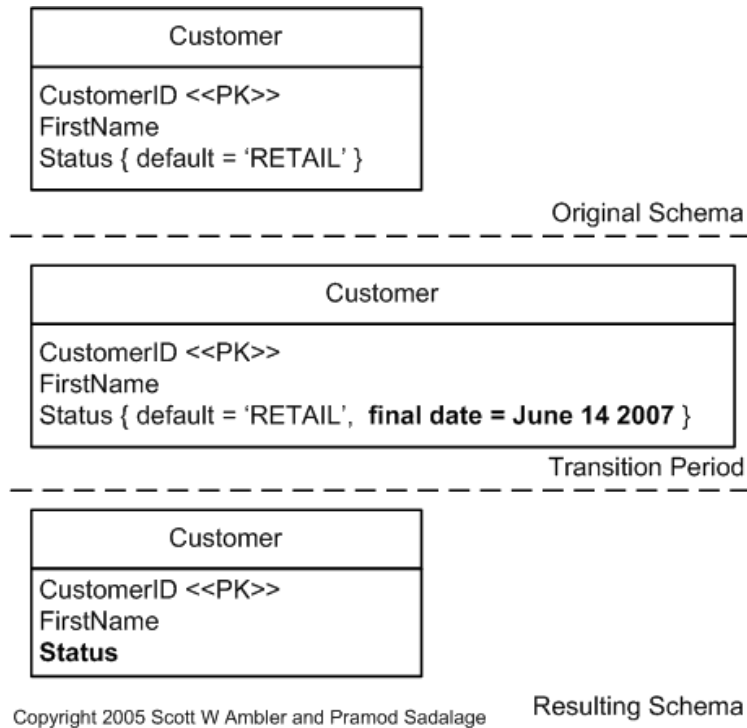 Customer
CustomerID <<PK>>
FirstName
Status { default = ‘RETAIL’ }
Original Schema
Customer
CustomerID <<PK>>
FirstName
Status { default = ‘RETAIL’,  final date = June 14 2007 }
Transition Period
Customer
CustomerID <<PK>>
FirstName
Status
Resulting Schema
Copyright 2005 Scott W Ambler and Pramod Sadalage